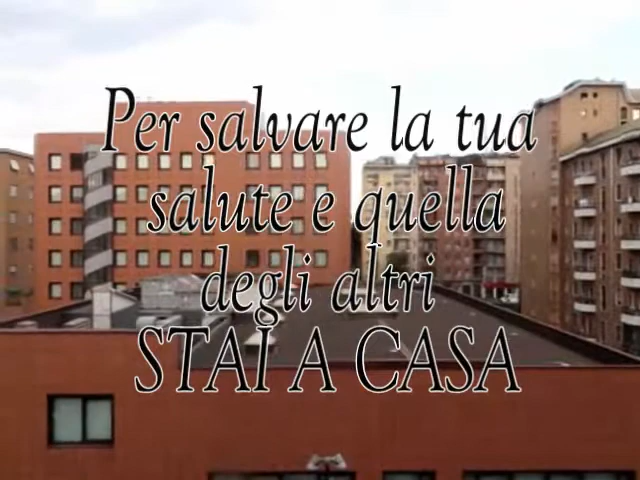 Per salvare la tua
salute e quella
degli altri
STAI A CASA